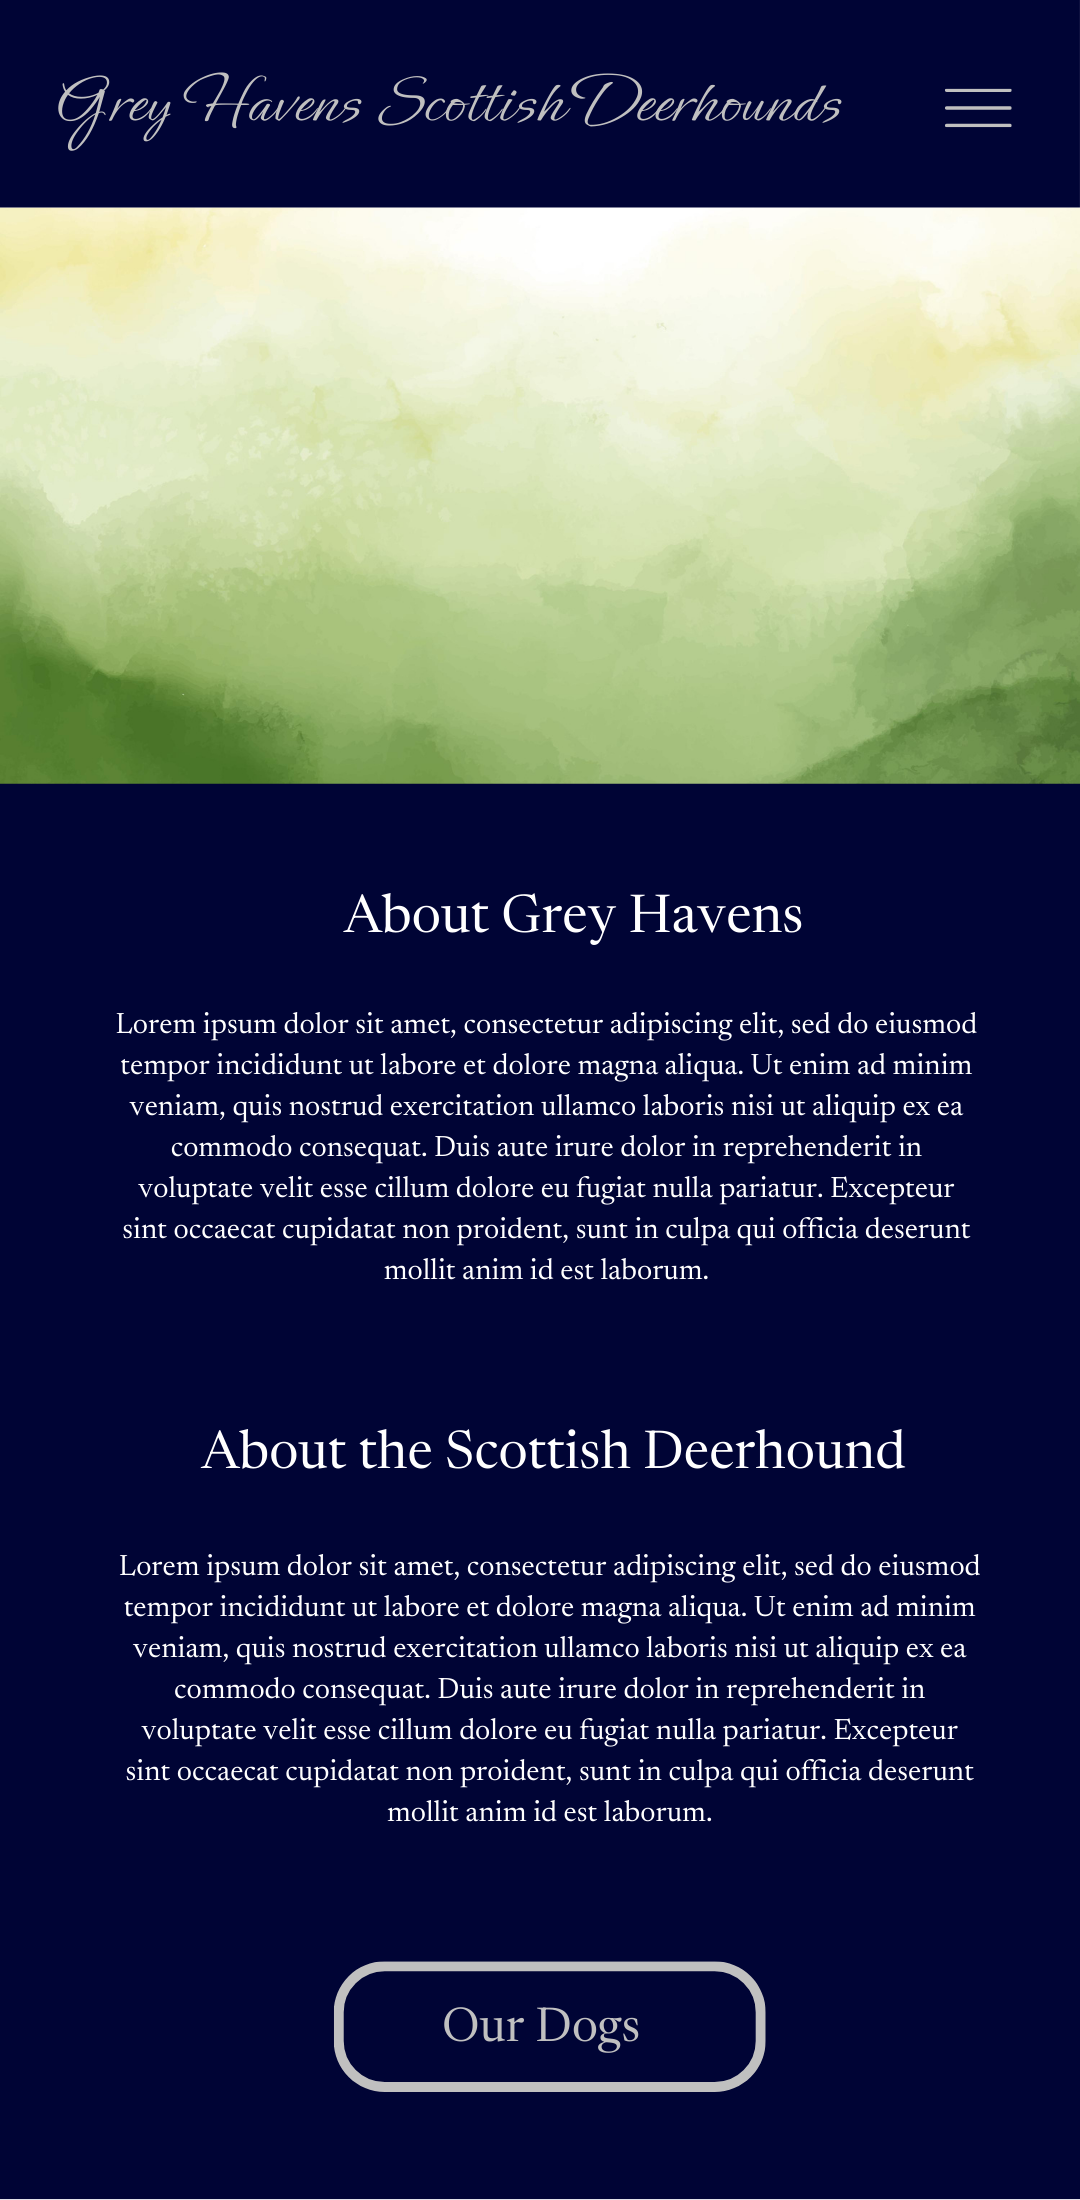 Grey Havens Scottish Deerhounds
About Grey Havens
Lorem ipsum dolor sit amet, consectetur adipiscing elit, sed do eiusmod
tempor incididunt ut labore et dolore magna aliqua. Ut enim ad minim
veniam, quis nostrud exercitation ullamco laboris nisi ut aliquip ex ea
commodo consequat. Duis aute irure dolor in reprehenderit in
voluptate velit esse cillum dolore eu fugiat nulla pariatur. Excepteur
sint occaecat cupidatat non proident, sunt in culpa qui officia deserunt
mollit anim id est laborum.
About the Scottish Deerhound
Lorem ipsum dolor sit amet, consectetur adipiscing elit, sed do eiusmod
tempor incididunt ut labore et dolore magna aliqua. Ut enim ad minim
veniam, quis nostrud exercitation ullamco laboris nisi ut aliquip ex ea
commodo consequat. Duis aute irure dolor in reprehenderit in
voluptate velit esse cillum dolore eu fugiat nulla pariatur. Excepteur
sint occaecat cupidatat non proident, sunt in culpa qui officia deserunt
mollit anim id est laborum.
Our Dogs